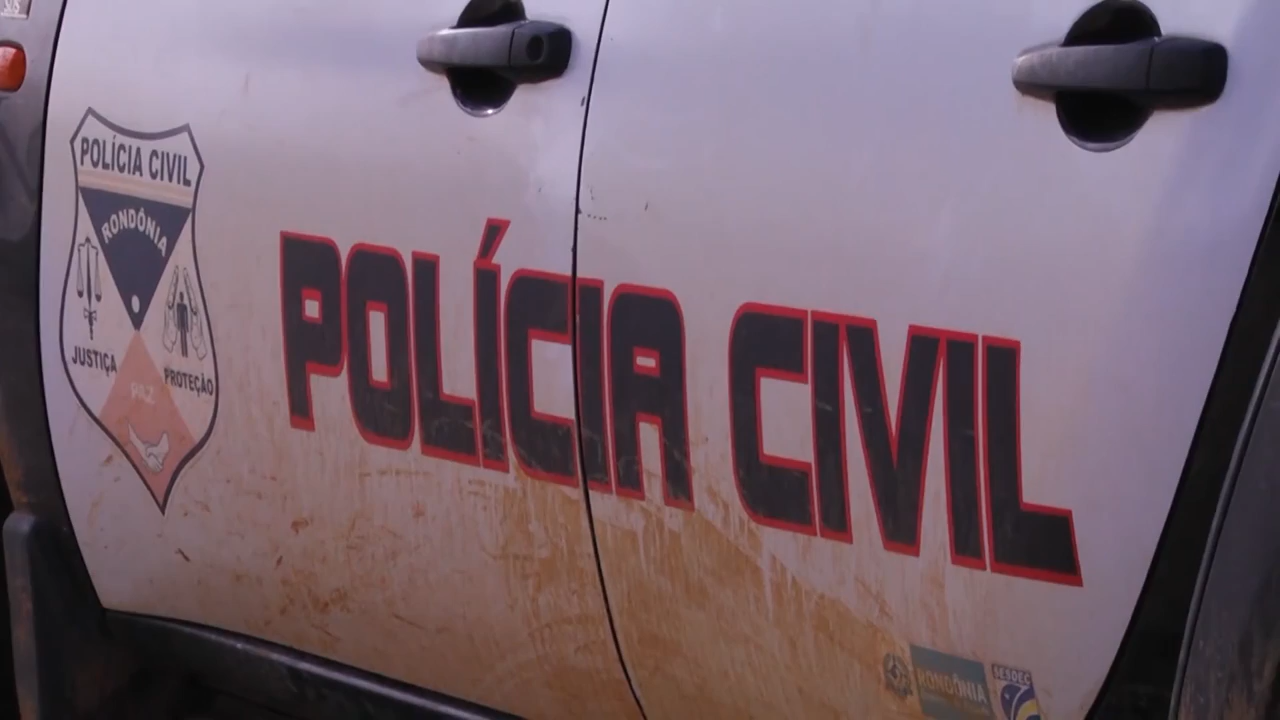 POLÍCIA CIVIL
RONDÔNIA
JUSTIÇA
PROTEÇÃO
PAZ
POLÍCIA CIVIL
RONDÔNIA
SESDEC